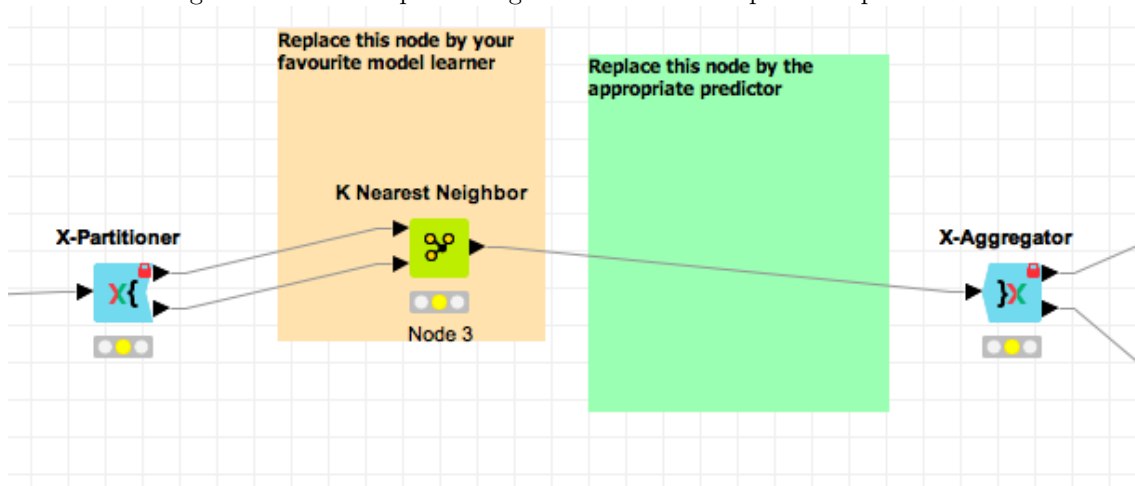 Replace this node by your
favourite model learner
Replace this node by the
appropriate predictor
K Nearest Neighbor
X-Partitioner
X-Aggregator
X{
}X
Node 3